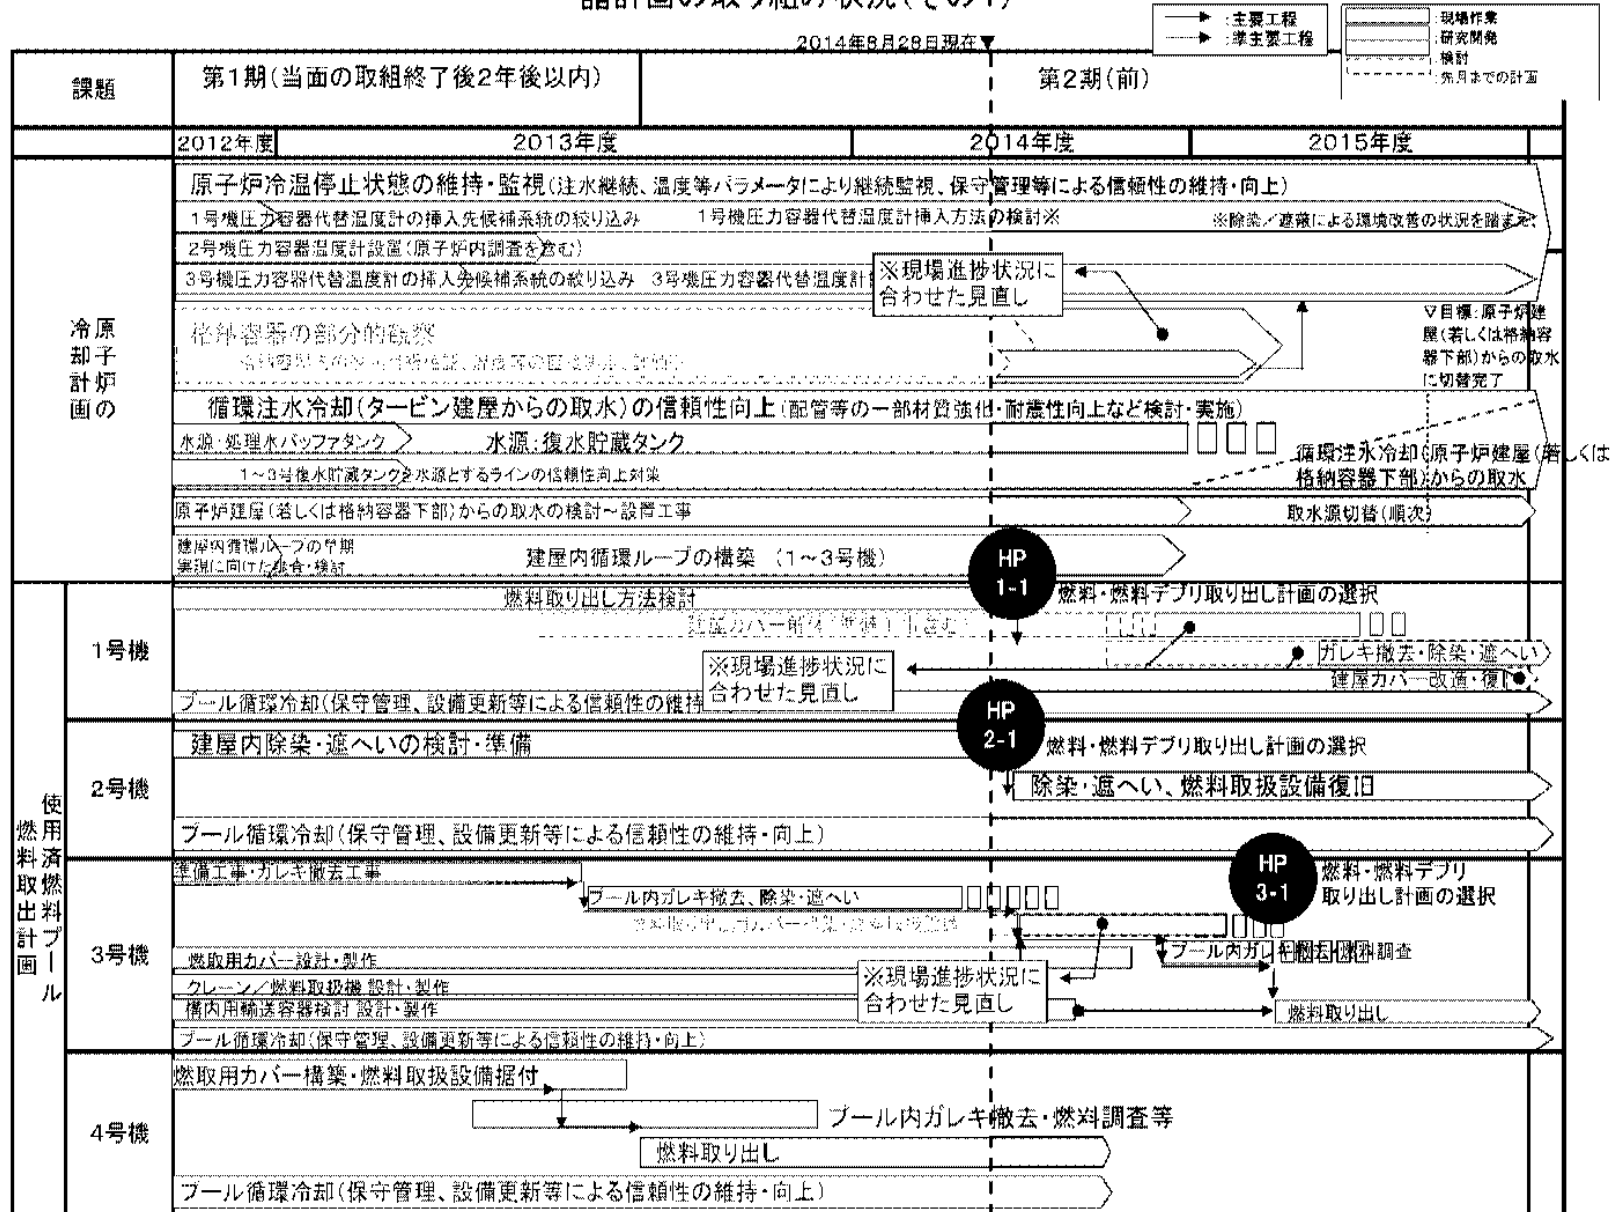 諸計画の取り組み状況(その1)
2014年8月28日現在▼
:主要工程
:準主要工程
:現場作業
:研究開発
:検討
:先月までの計画
課題
第1期(当面の取組終了後2年後以内)
第2期(前)
2012年度
2013年度
2014年度
2015年度
原子炉の
冷却計画
原子炉冷温停止状態の維持・監視(注水継続、温度等パラメータにより継続監視、保守管理等による信頼性の維持・向上)
1号機圧力容器代替温度計の挿入先候補系統の絞り込み
1号機圧力容器代替温度計挿入方法の検討※
※除染/遮蔽による環境改善の状況を踏まえ、
2号機圧力容器温度計設置(原子炉内調査を含む)
3号機圧力容器代替温度計の挿入先候補系統の絞り込み
3号機圧力容器代替温度計
※現場進捗状況に
合わせた見直し
格納容器の部分的観察
▽目標:原子炉建
屋(若しくは格納容
器下部)からの取水
に切替完了
循環注水冷却(タービン建屋からの取水)の信頼性向上(配管等の一部材質強化・耐震性向上など検討・実施)
水源:処理水バッファタンク
水源:復水貯蔵タンク
循環注水冷却(原子炉建屋(若しくは
格納容器下部)からの取水
1~3号復水貯蔵タンクを水源とするラインの信頼性向上対策
原子炉建屋(若しくは格納容器下部)からの取水の検討~設置工事
取水源切替(順次)
建屋内循環ループの早期
実現に向けた検討
建屋内循環ループの構築 (1~3号機)
HP
1-1
使用済燃料プール
燃料取出計画
1号機
燃料取り出し方法検討
燃料・燃料デブリ取り出し計画の選択
建屋カバー解体(準備工事含む)
ガレキ撤去・除染・遮へい
※現場進捗状況に
合わせた見直し
建屋カバー改造・復
プール循環冷却(保守管理、設備更新等による信頼性の維持
HP
2-1
2号機
建屋内除染・遮へいの検討・準備
燃料・燃料デブリ取り出し計画の選択
除染・遮へい、燃料取扱設備復旧
プール循環冷却(保守管理、設備更新等による信頼性の維持・向上)
3号機
準備工事・ガレキ撤去工事
HP
3-1
燃料・燃料デブリ
取り出し計画の選択
プール内ガレキ撤去、除染・遮へい
プール内ガレキ撤去・燃料調査
燃取用カバー設計・製作
※現場進捗状況に
合わせた見直し
クレーン/燃料取扱機 設計・製作
構内用輸送容器検討 設計・製作
燃料取り出し
プール循環冷却(保守管理、設備更新等による信頼性の維持・向上)
4号機
燃取用カバー構築・燃料取扱設備据付
プール内ガレキ撤去・燃料調査等
燃料取り出し
プール循環冷却(保守管理、設備更新等による信頼性の維持・向上)